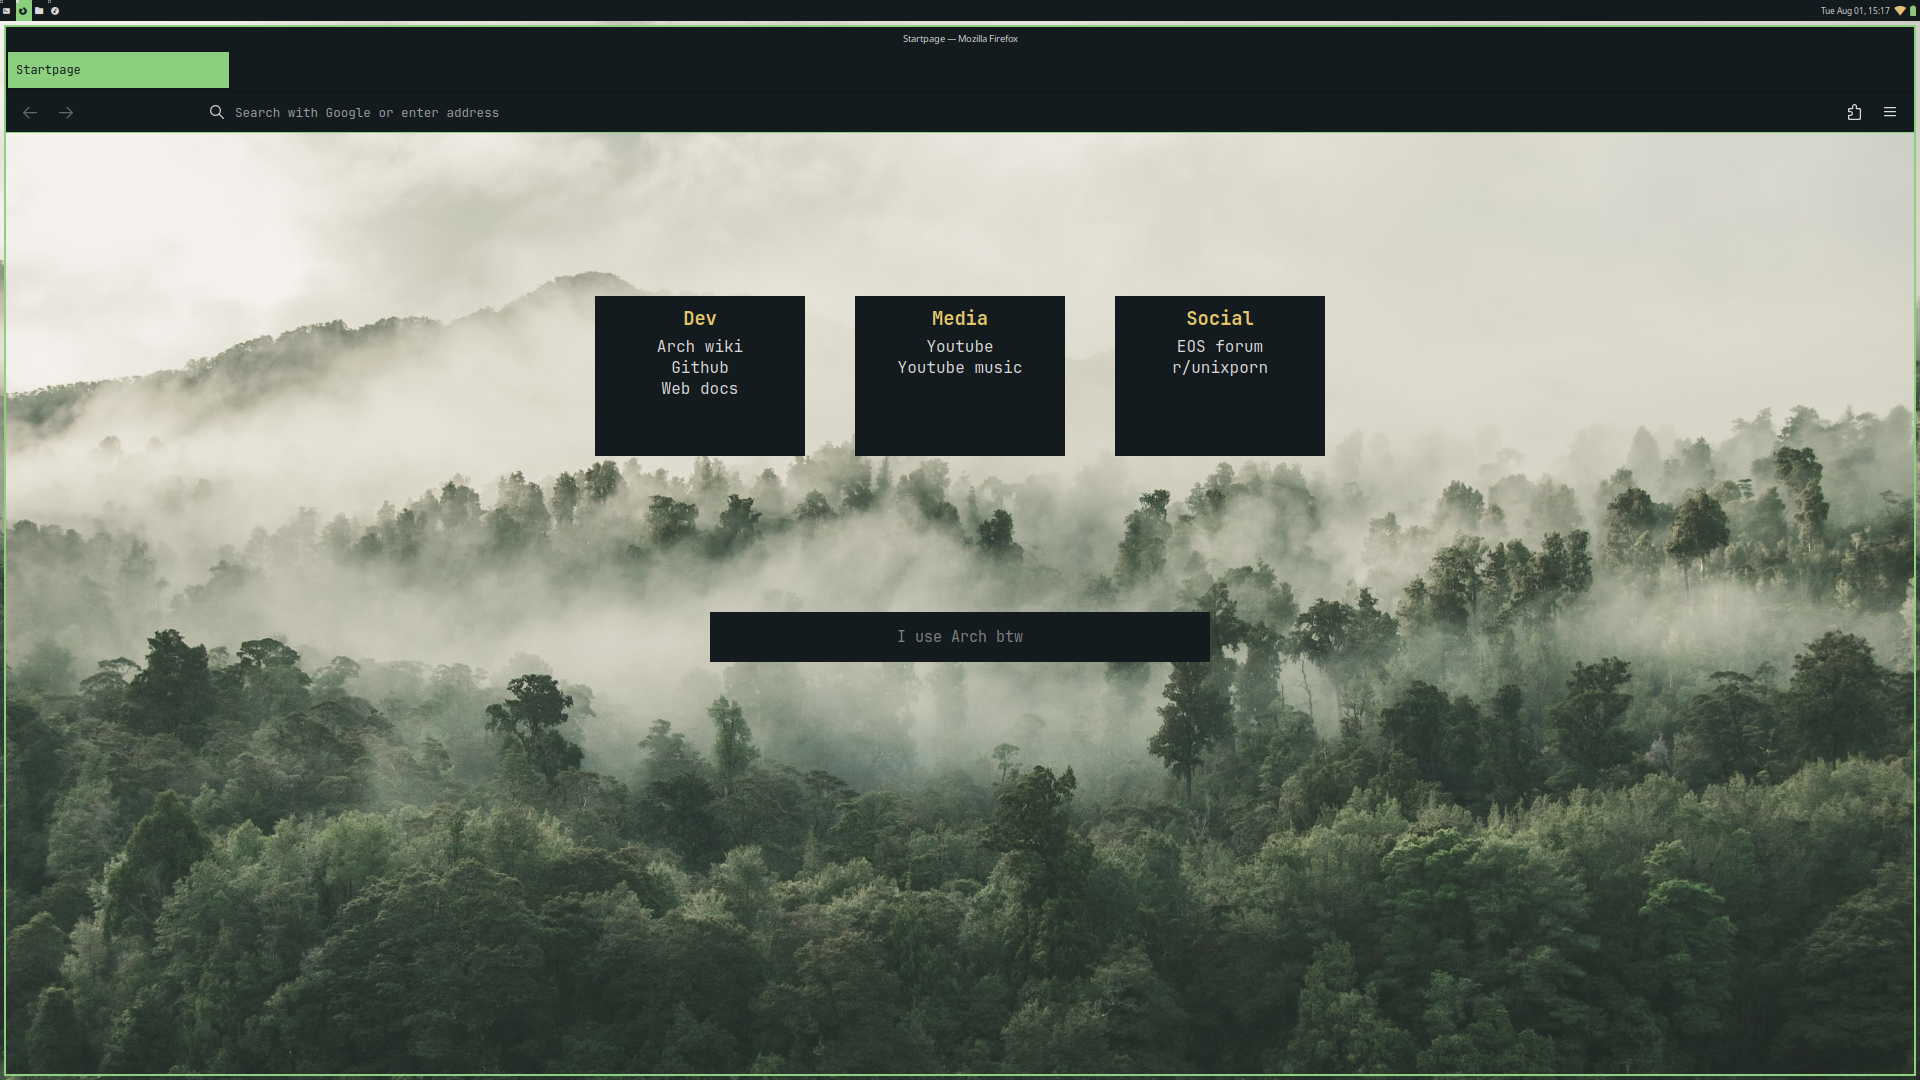 Tue Aug 01, 15:17
Startpage — Mozilla Firefox
Startpage
Search with Google or enter address
Dev
Arch wiki
Github
Web docs
Media
Youtube
Youtube music
Social
EOS forum
r/unixporn
I use Arch btw